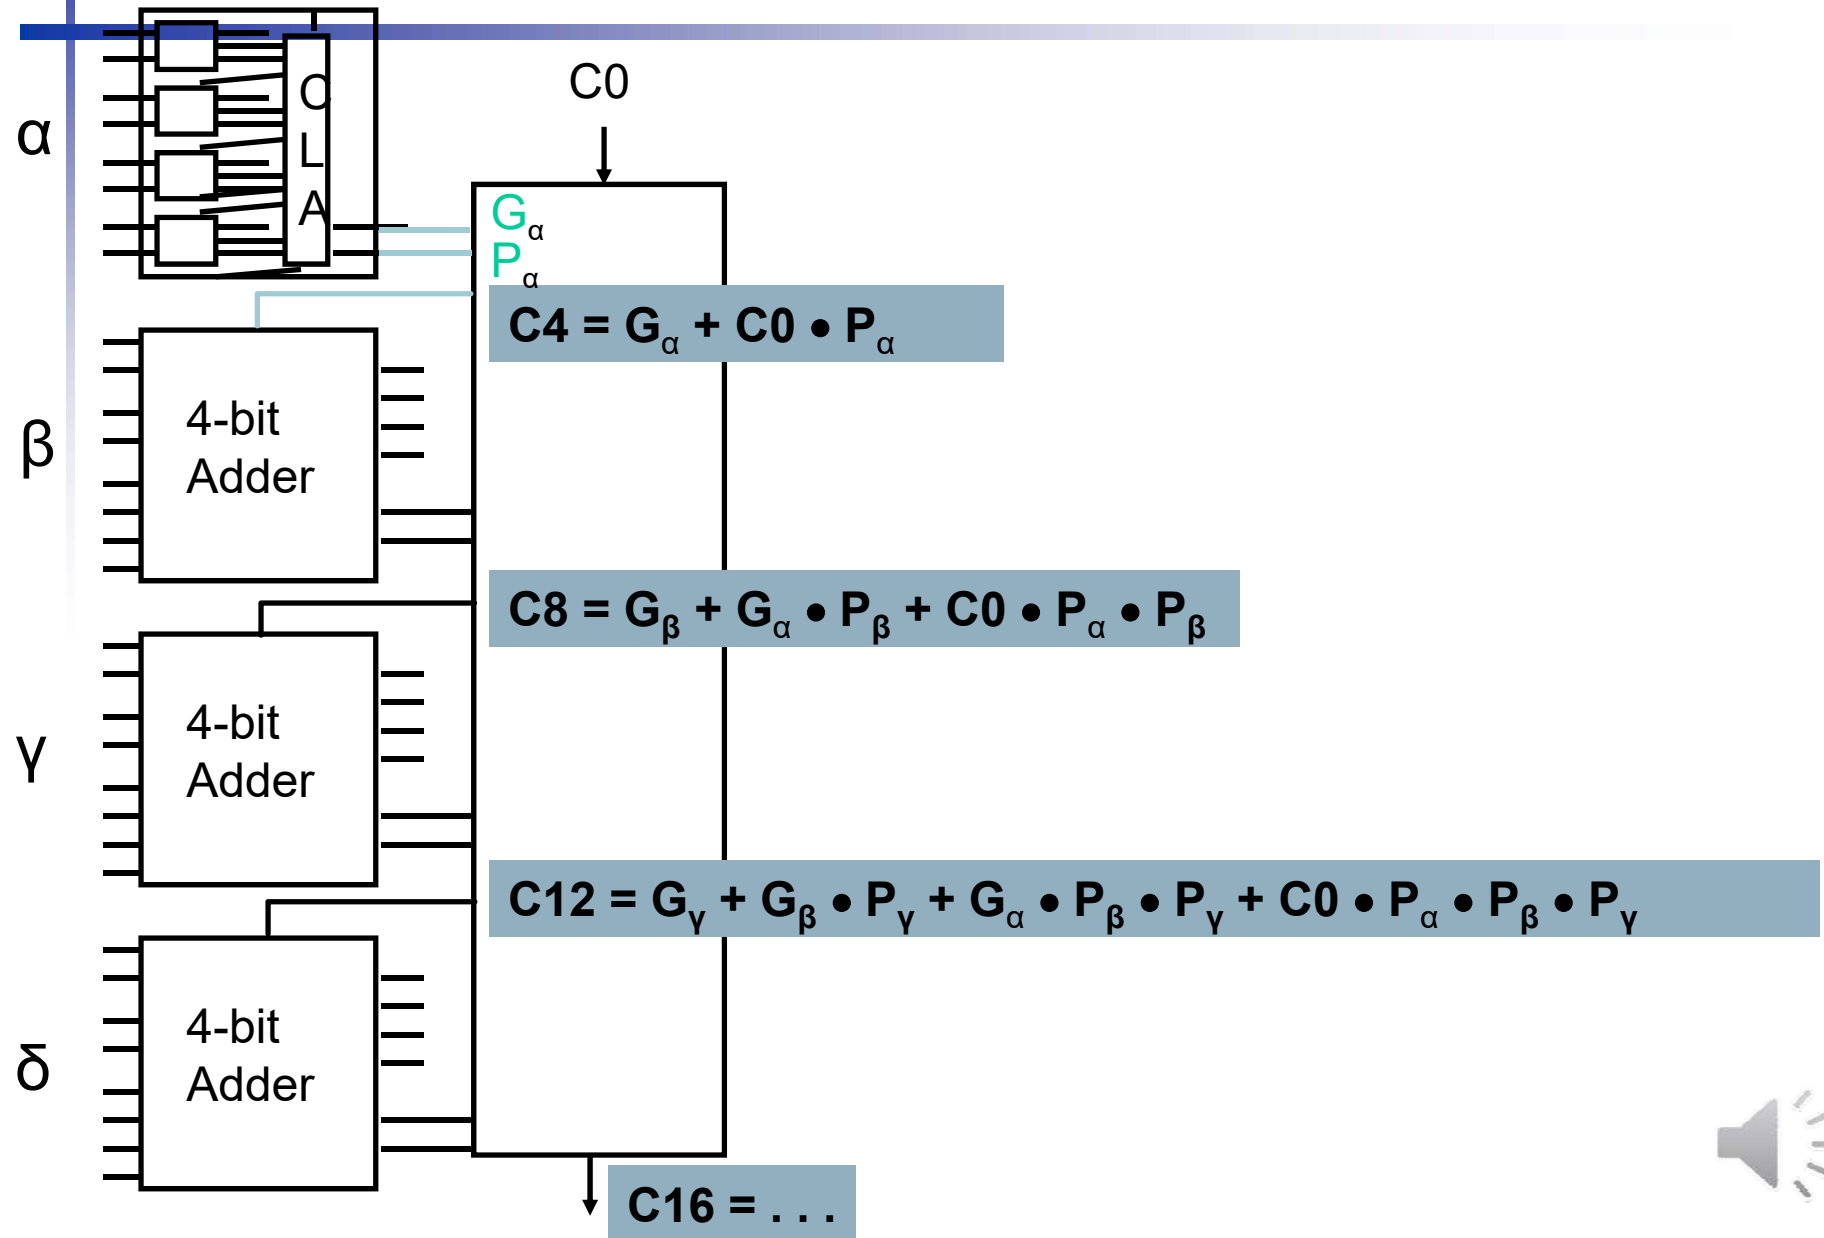 C
L
A
α
C0
Gα
Pα
C4 = Gα + C0 • Pα
β
4-bit
Adder
C8 = Gβ + Gα • Pβ + C0 • Pα • Pβ
γ
4-bit
Adder
C12 = Gγ + Gβ • Pγ + Gα • Pβ • Pγ + C0 • Pα • Pβ • Pγ
δ
4-bit
Adder
C16 = . . .